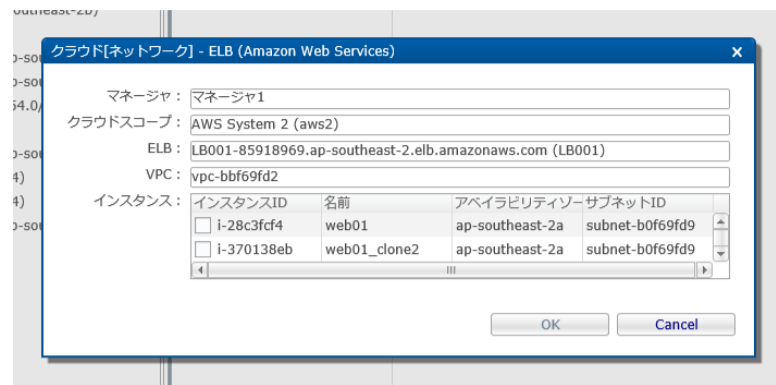 クラウド[ネットワーク] - ELB (Amazon Web Services) x
マネージャ : マネージャ1
クラウドスコープ : AWS System 2 (aws2)
ELB : LB001-85918969.ap-southeast-2.elb.amazonaws.com (LB001)
VPC : vpc-bbf69fd2
インスタンス : インスタンスID 名前 アベイラビリティゾー サブネットID
i-28c3fcf4 web01 ap-southeast-2a subnet-b0f69fd9
i-370138eb web01_clone2 ap-southeast-2a subnet-b0f69fd9
OK Cancel